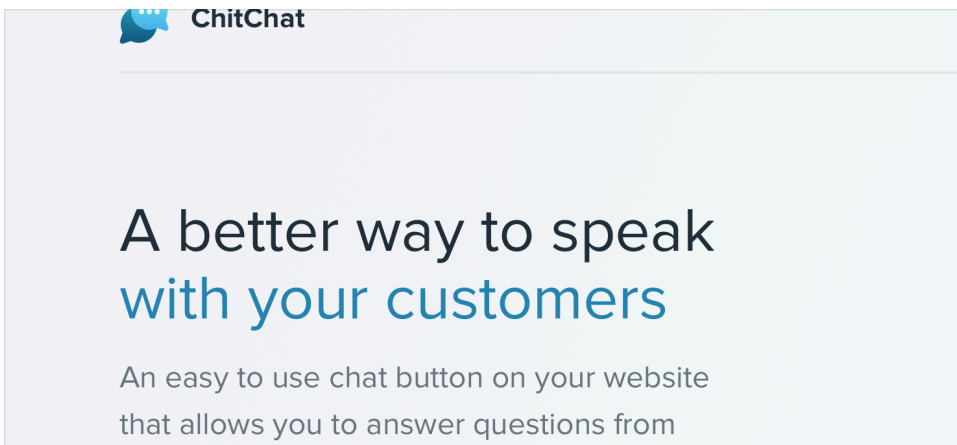 ChitChat
A better way to speak
with your customers
An easy to use chat button on your website
that allows you to answer questions from